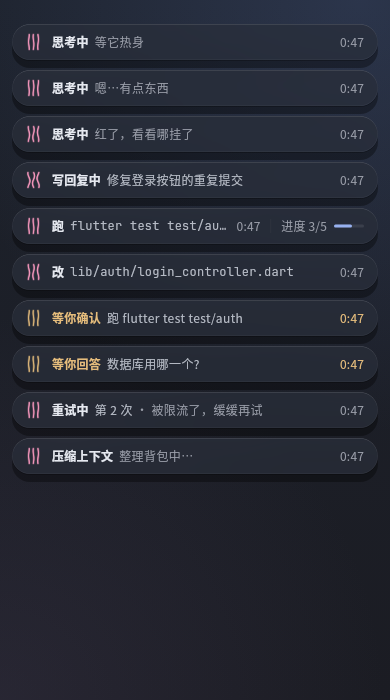 思考中 等它热身 0:47
思考中 嗯…有点东西 0:47
思考中 红了，看看哪挂了 0:47
写回复中 修复登录按钮的重复提交 0:47
跑 flutter test test/au… 0:47 进度 3/5
改 lib/auth/login_controller.dart 0:47
等你确认 跑 flutter test test/auth 0:47
等你回答 数据库用哪一个? 0:47
重试中 第 2 次 · 被限流了，缓缓再试 0:47
压缩上下文 整理背包中… 0:47